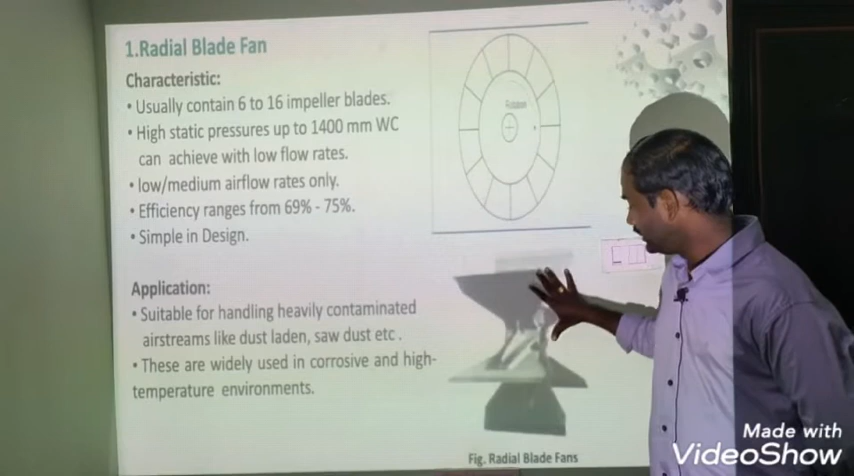 1.Radial Blade Fan
Characteristic:
• Usually contain 6 to 16 impeller blades.
• High static pressures up to 1400 mm WC
can achieve with low flow rates.
• low/medium airflow rates only.
• Efficiency ranges from 69% - 75%.
• Simple in Design.
Application:
• Suitable for handling heavily contaminated
airstreams like dust laden, saw dust etc .
• These are widely used in corrosive and high-
temperature environments.
Rotation
Fig. Radial Blade Fans
Made with
VideoShow